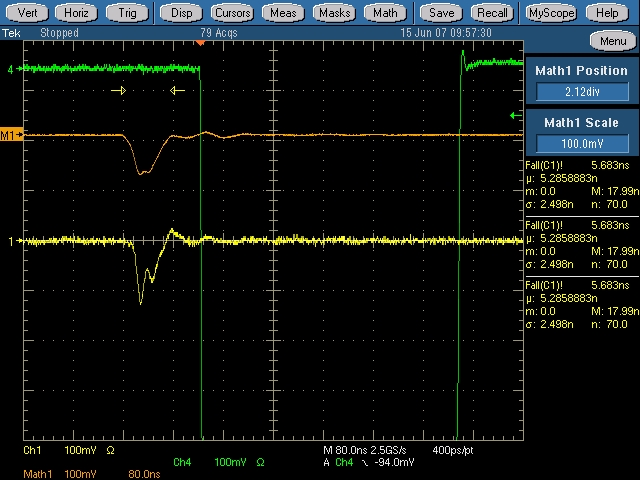 Vert Horiz Trig Disp Cursors Meas Masks Math Save Recall MyScope Help
Tek Stopped 79 Acqs 15 Jun 07 09:57:30
Menu
4
Math1 Position
2.12div
M1
Math1 Scale
100.0mV
Fall(C1)! 5.683ns
µ: 5.2858883n
m: 0.0 M: 17.99n
σ: 2.498n n: 70.0
1
Fall(C1)! 5.683ns
µ: 5.2858883n
m: 0.0 M: 17.99n
σ: 2.498n n: 70.0
Fall(C1)! 5.683ns
µ: 5.2858883n
m: 0.0 M: 17.99n
σ: 2.498n n: 70.0
Ch1 100mV Ω M 80.0ns 2.5GS/s 400ps/pt
Ch4 100mV Ω A Ch4 -94.0mV
Math1 100mV 80.0ns